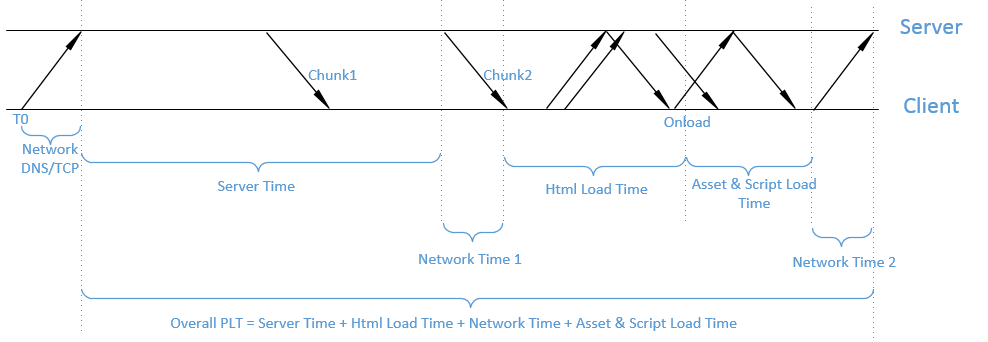 Server
Chunk1
Chunk2
Client
T0
Onload
Network
DNS/TCP
Server Time
Html Load Time
Asset & Script Load
Time
Network Time 1
Network Time 2
Overall PLT = Server Time + Html Load Time + Network Time + Asset & Script Load Time